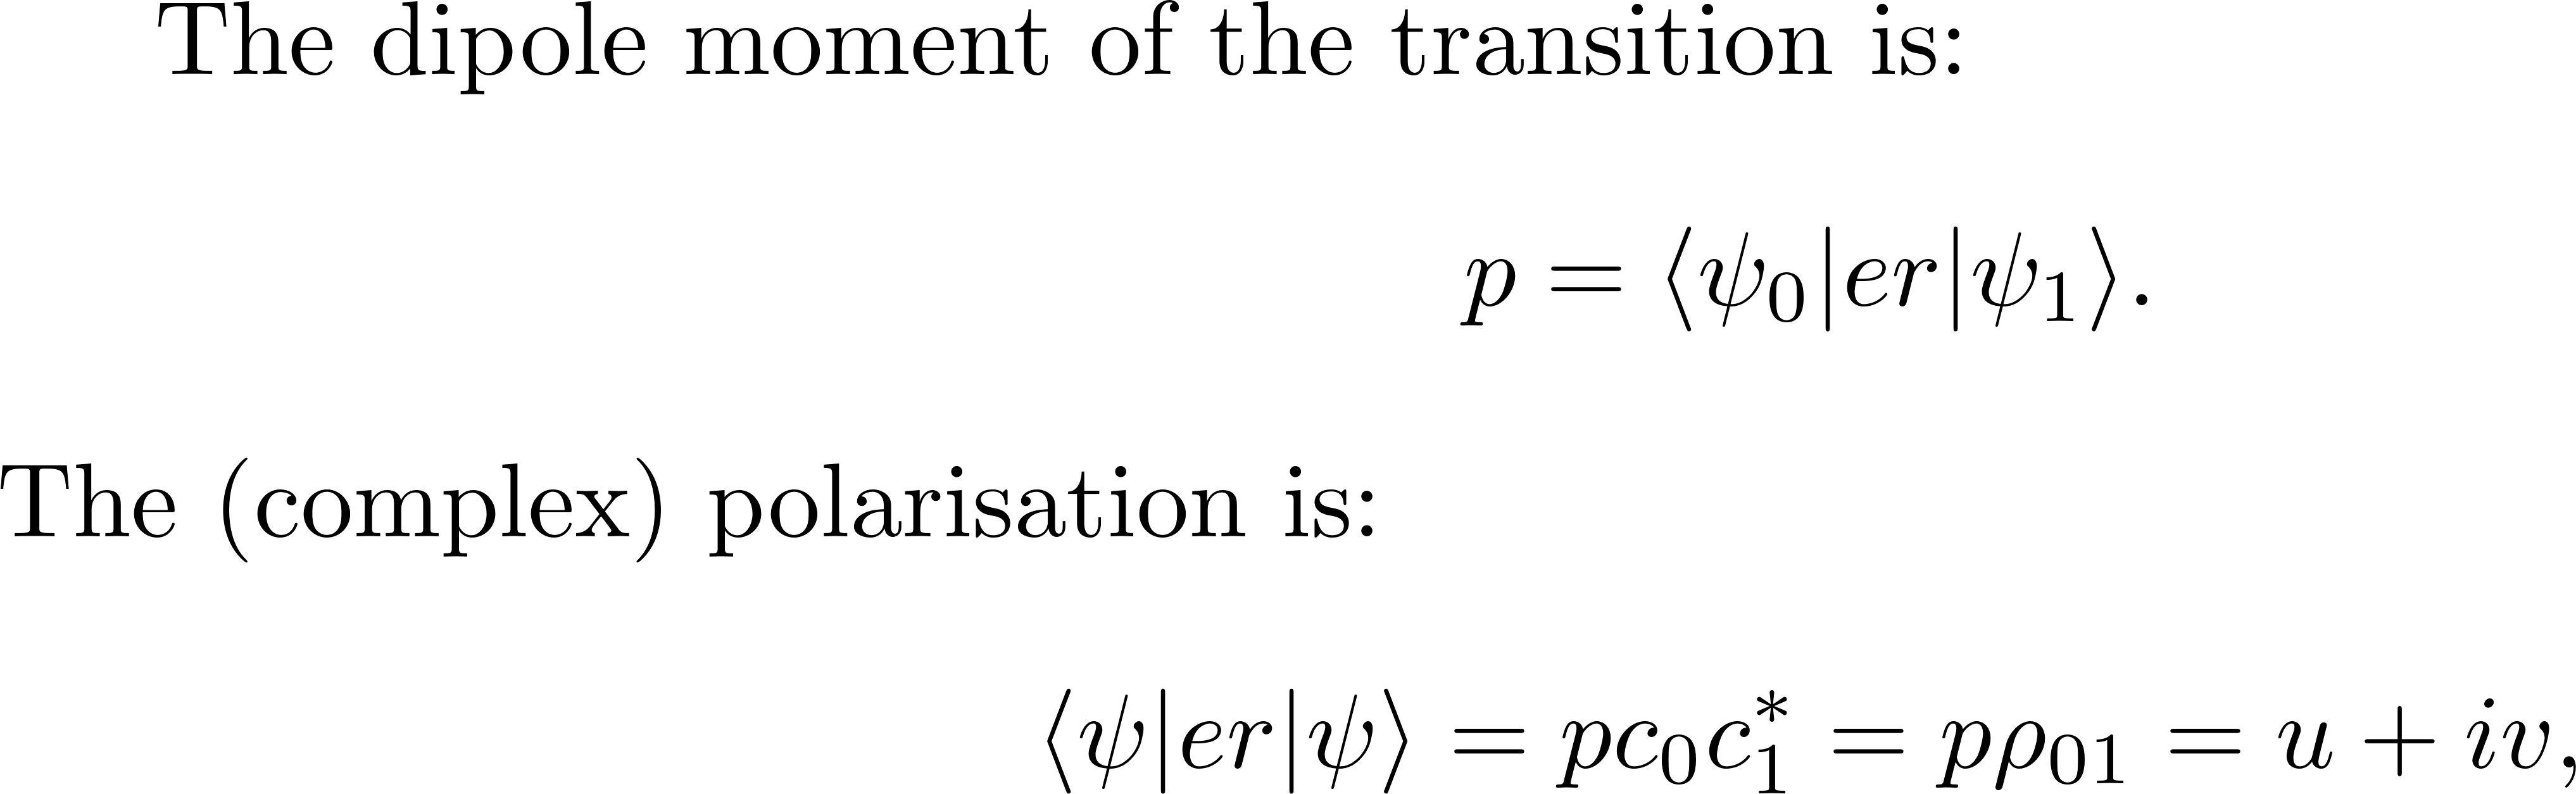 The dipole moment of the transition is:
p = ⟨ψ₀|er|ψ₁⟩.
The (complex) polarisation is:
⟨ψ|er|ψ⟩ = pc₀c₁* = pρ₀₁ = u + iv,